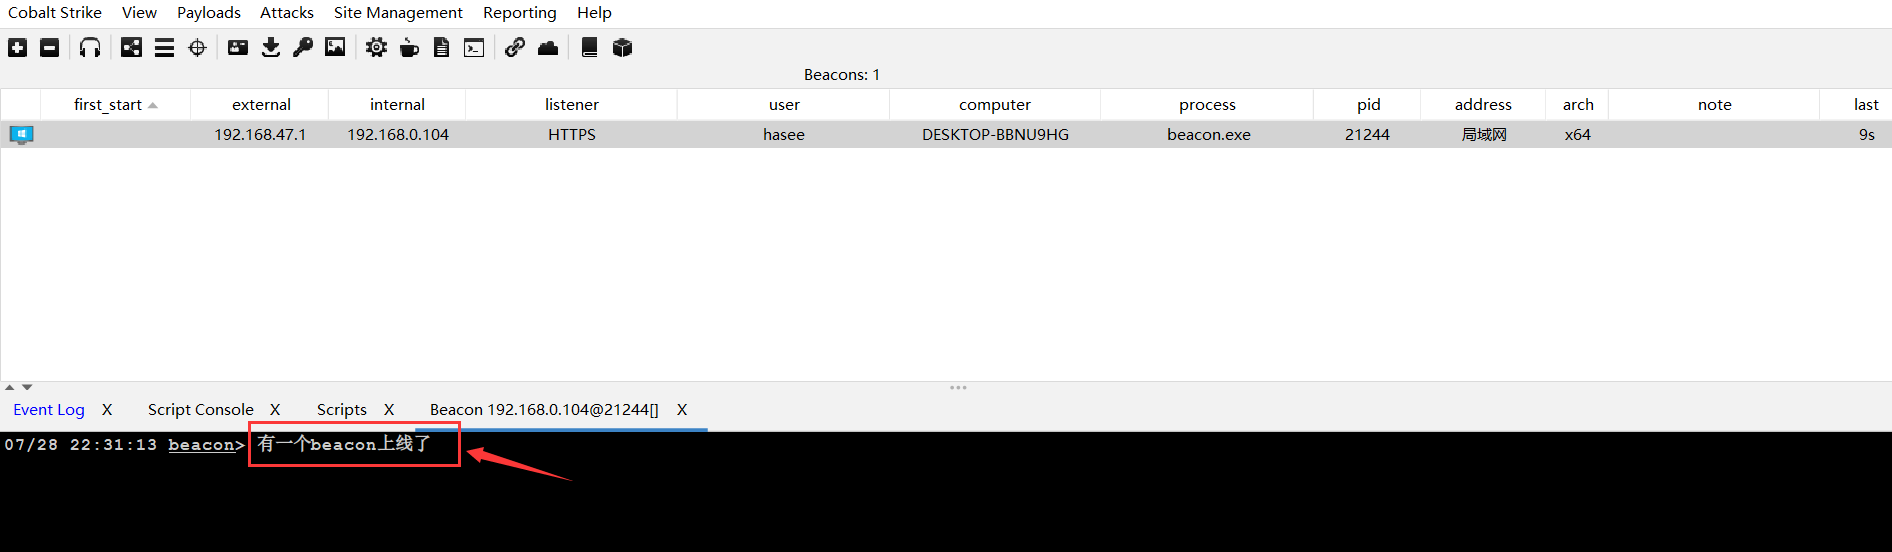 Cobalt Strike View Payloads Attacks Site Management Reporting Help
Beacons: 1
first_start external internal listener user computer process pid address arch note last
192.168.47.1 192.168.0.104 HTTPS hasee DESKTOP-BBNU9HG beacon.exe 21244 局域网 x64 9s
Event Log X Script Console X Scripts X Beacon 192.168.0.104@21244[] X
07/28 22:31:13 beacon> 有一个beacon上线了